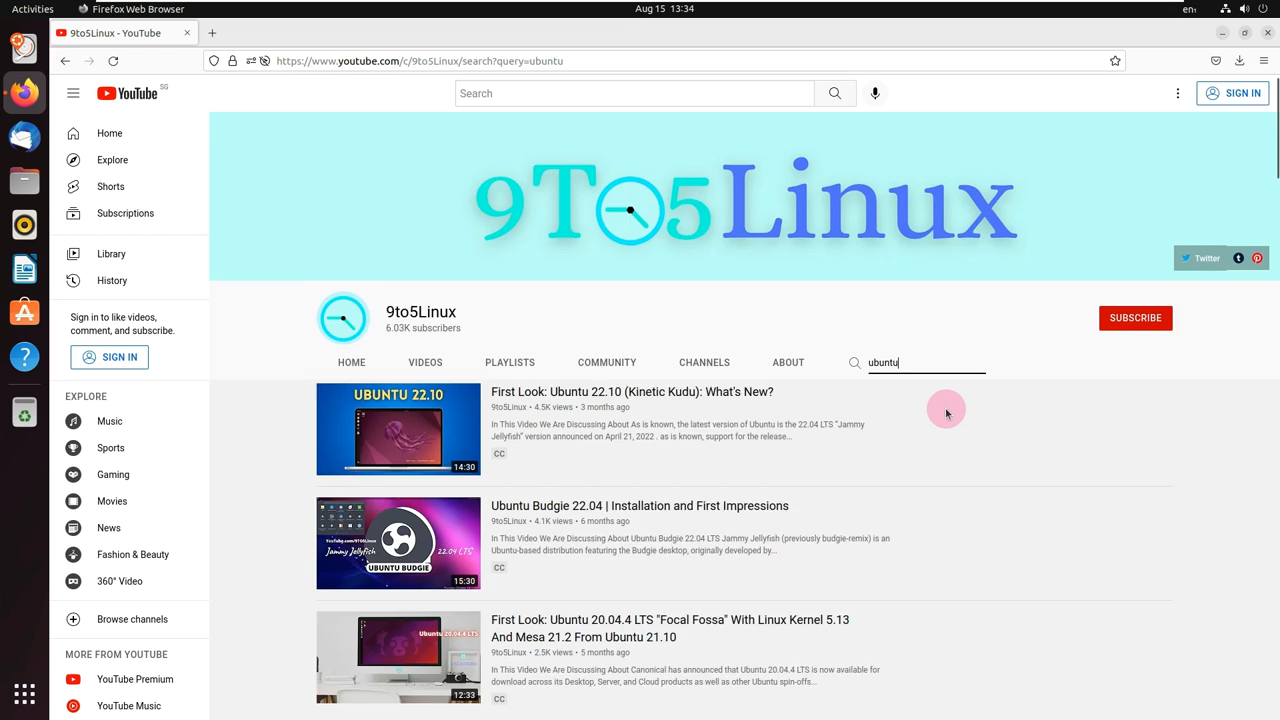 Activities
Firefox Web Browser
Aug 15 13:34
en
9to5Linux - YouTube
https://www.youtube.com/c/9to5Linux/search?query=ubuntu
YouTube SG
Search
SIGN IN
Home
Explore
Shorts
Subscriptions
Library
History
Sign in to like videos,
comment, and subscribe.
SIGN IN
EXPLORE
Music
Sports
Gaming
Movies
News
Fashion & Beauty
360° Video
Browse channels
MORE FROM YOUTUBE
YouTube Premium
YouTube Music
9To5Linux
Twitter
9to5Linux
6.03K subscribers
SUBSCRIBE
HOME
VIDEOS
PLAYLISTS
COMMUNITY
CHANNELS
ABOUT
ubuntu
UBUNTU 22.10
14:30
First Look: Ubuntu 22.10 (Kinetic Kudu): What's New?
9to5Linux • 4.5K views • 3 months ago
In This Video We Are Discussing About As is known, the latest version of Ubuntu is the 22.04 LTS "Jammy
Jellyfish" version announced on April 21, 2022 . as is known, support for the release...
CC
YouTube.com/9TO5Linux
Jammy Jellyfish
22.04 LTS
UBUNTU BUDGIE
15:30
Ubuntu Budgie 22.04 | Installation and First Impressions
9to5Linux • 4.1K views • 6 months ago
In This Video We Are Discussing About Ubuntu Budgie 22.04 LTS Jammy Jellyfish (previously budgie-remix) is an
Ubuntu-based distribution featuring the Budgie desktop, originally developed by...
CC
Ubuntu 20.04.4 LTS
12:33
First Look: Ubuntu 20.04.4 LTS "Focal Fossa" With Linux Kernel 5.13
And Mesa 21.2 From Ubuntu 21.10
9to5Linux • 2.5K views • 5 months ago
In This Video We Are Discussing About Canonical has announced that Ubuntu 20.04.4 LTS is now available for
download across its Desktop, Server, and Cloud products as well as other Ubuntu spin-offs...
CC